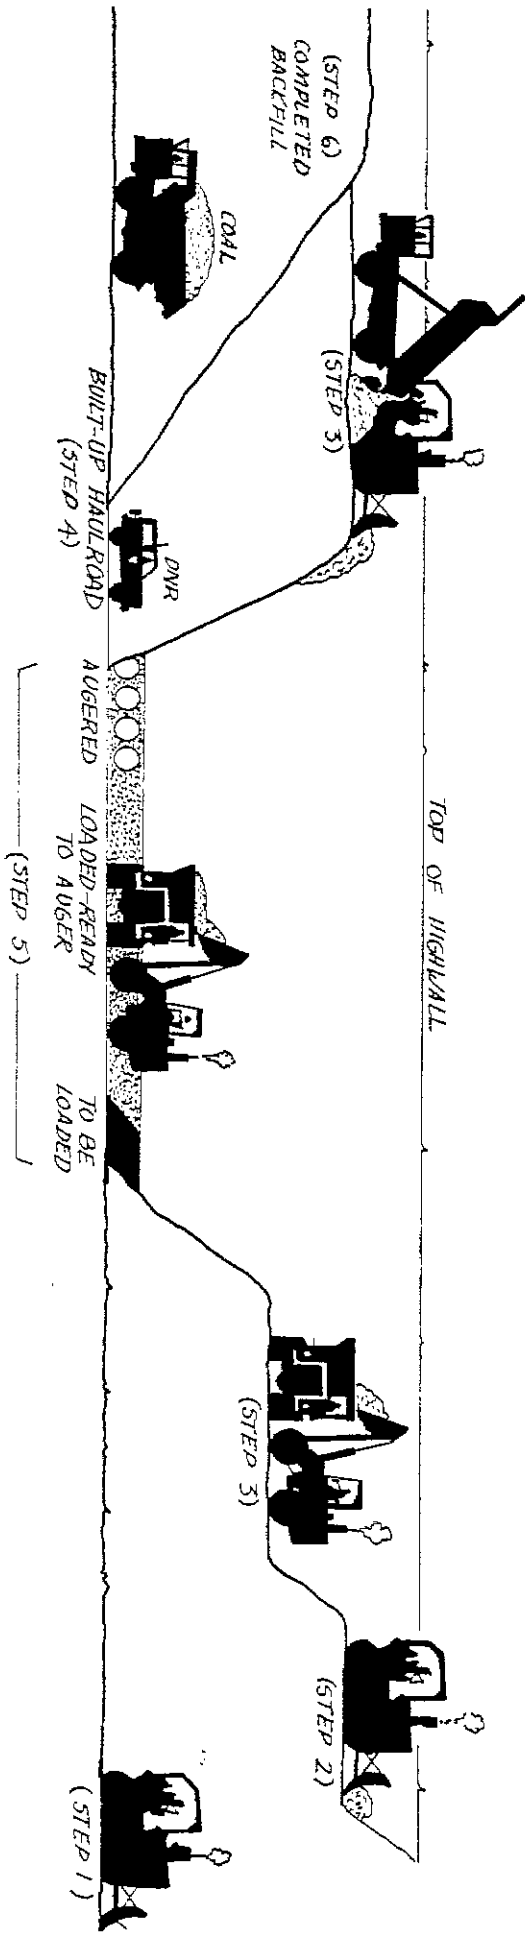 TOP OF HIGHWALL
(STEP 6)
COMPLETED
BACKFILL
COAL
(STEP 3)
DNR
BUILT-UP HAULROAD
(STEP 4)
AUGERED
LOADED-READY
TO AUGER
TO BE
LOADED
(STEP 5)
(STEP 3)
(STEP 2)
(STEP 1)